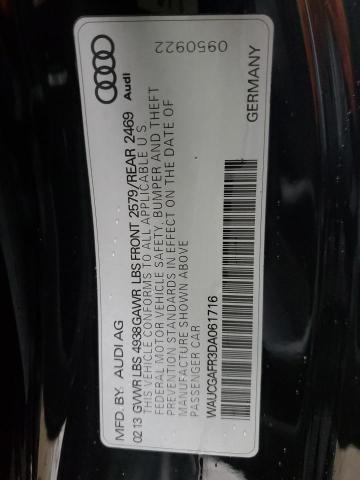 Audi
0950922
MFD. BY. AUDI AG
02 13 GVWR LBS 4938 GAWR LBS FRONT 2579/REAR 2469
THIS VEHICLE CONFORMS TO ALL APPLICABLE U S
FEDERAL MOTOR VEHICLE SAFETY, BUMPER AND THEFT
PREVENTION STANDARDS IN EFFECT ON THE DATE OF
MANUFACTURE SHOWN ABOVE
PASSENGER CAR
WAUCGAFR3DA061716
GERMANY